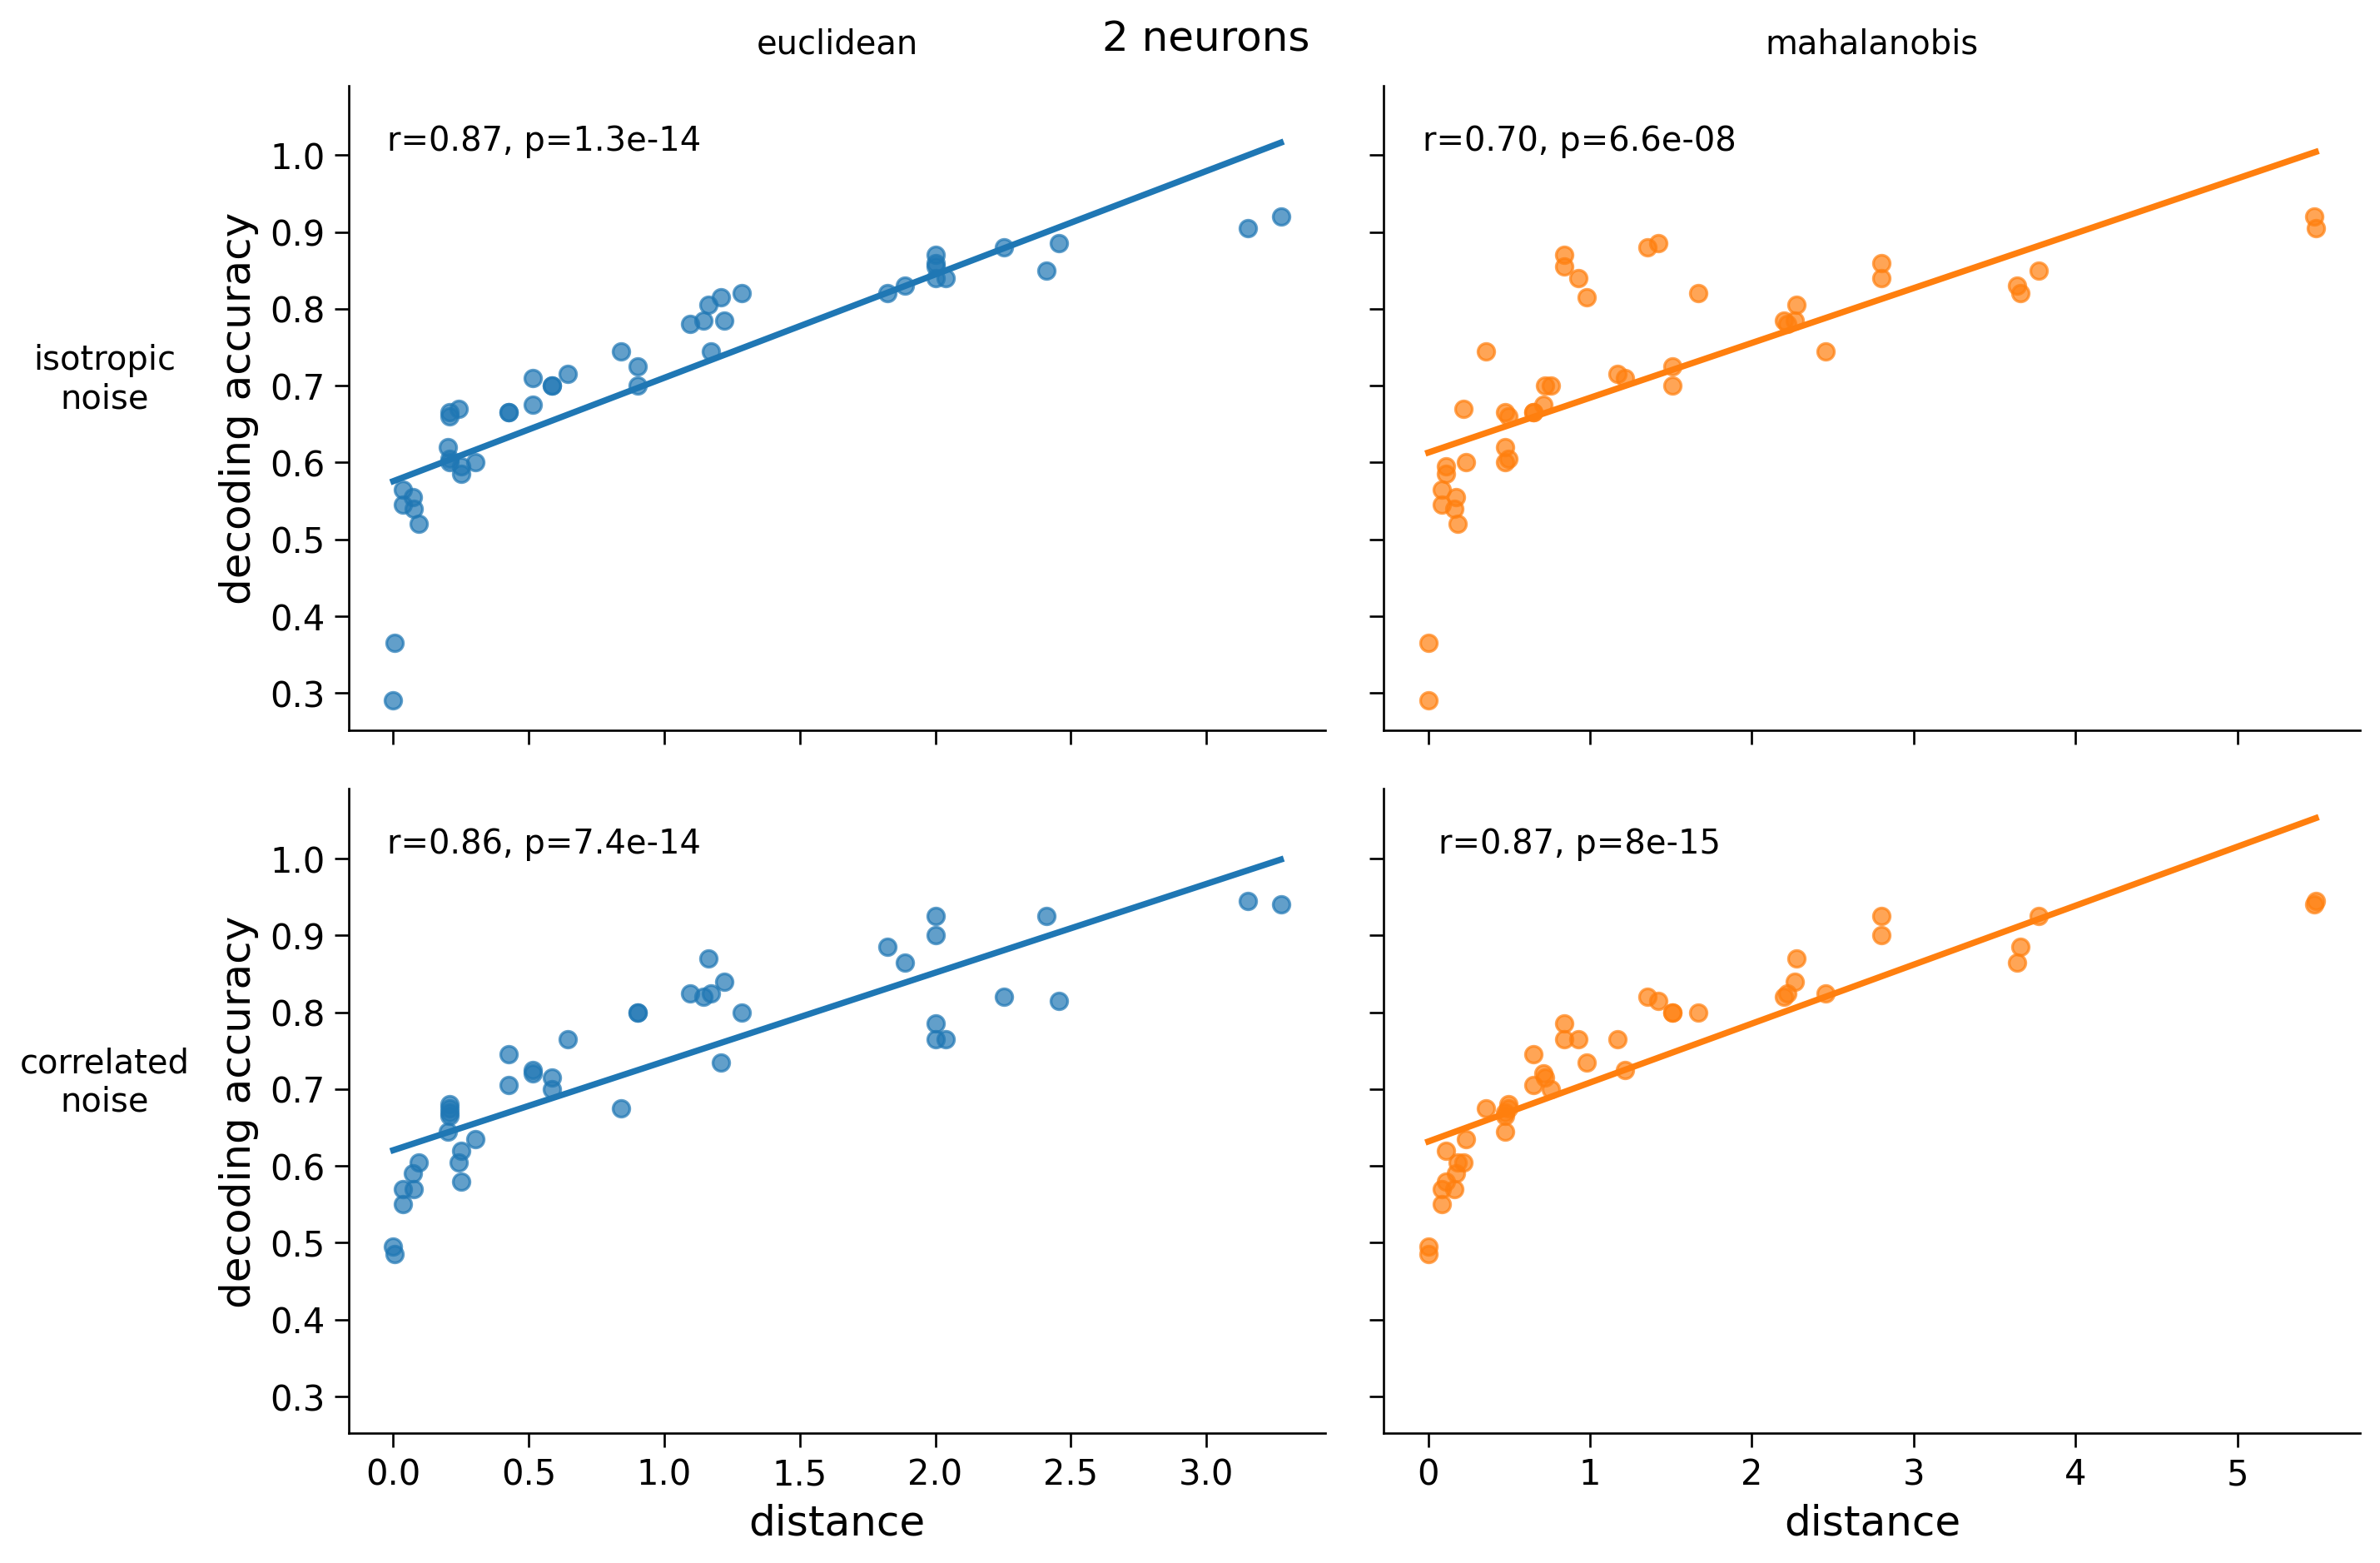 2 neurons
euclidean
mahalanobis
isotropic
noise
decoding accuracy
1.0
0.9
0.8
0.7
0.6
0.5
0.4
0.3
r=0.87, p=1.3e-14
r=0.70, p=6.6e-08
correlated
noise
decoding accuracy
1.0
0.9
0.8
0.7
0.6
0.5
0.4
0.3
r=0.86, p=7.4e-14
r=0.87, p=8e-15
0.0 0.5 1.0 1.5 2.0 2.5 3.0
distance
0 1 2 3 4 5
distance